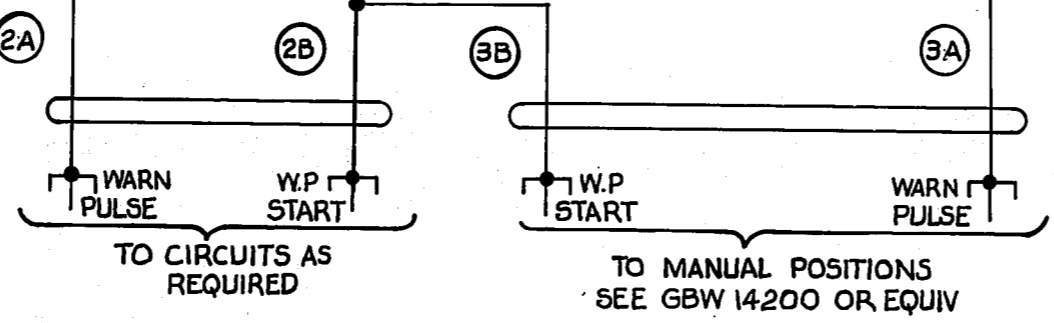 2A
2B
3B
3A
WARN
PULSE
W.P
START
W.P
START
WARN
PULSE
TO CIRCUITS AS
REQUIRED
TO MANUAL POSITIONS
SEE GBW 14200 OR EQUIV